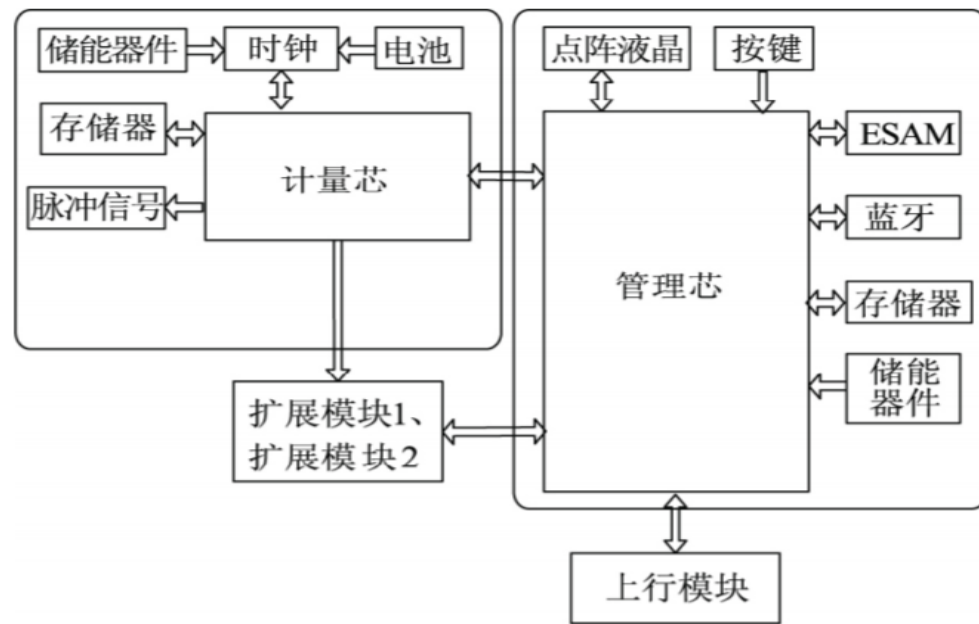 储能器件
时钟
电池
存储器
计量芯
脉冲信号
扩展模块1、
扩展模块2
点阵液晶
按键
管理芯
ESAM
蓝牙
存储器
储能
器件
上行模块